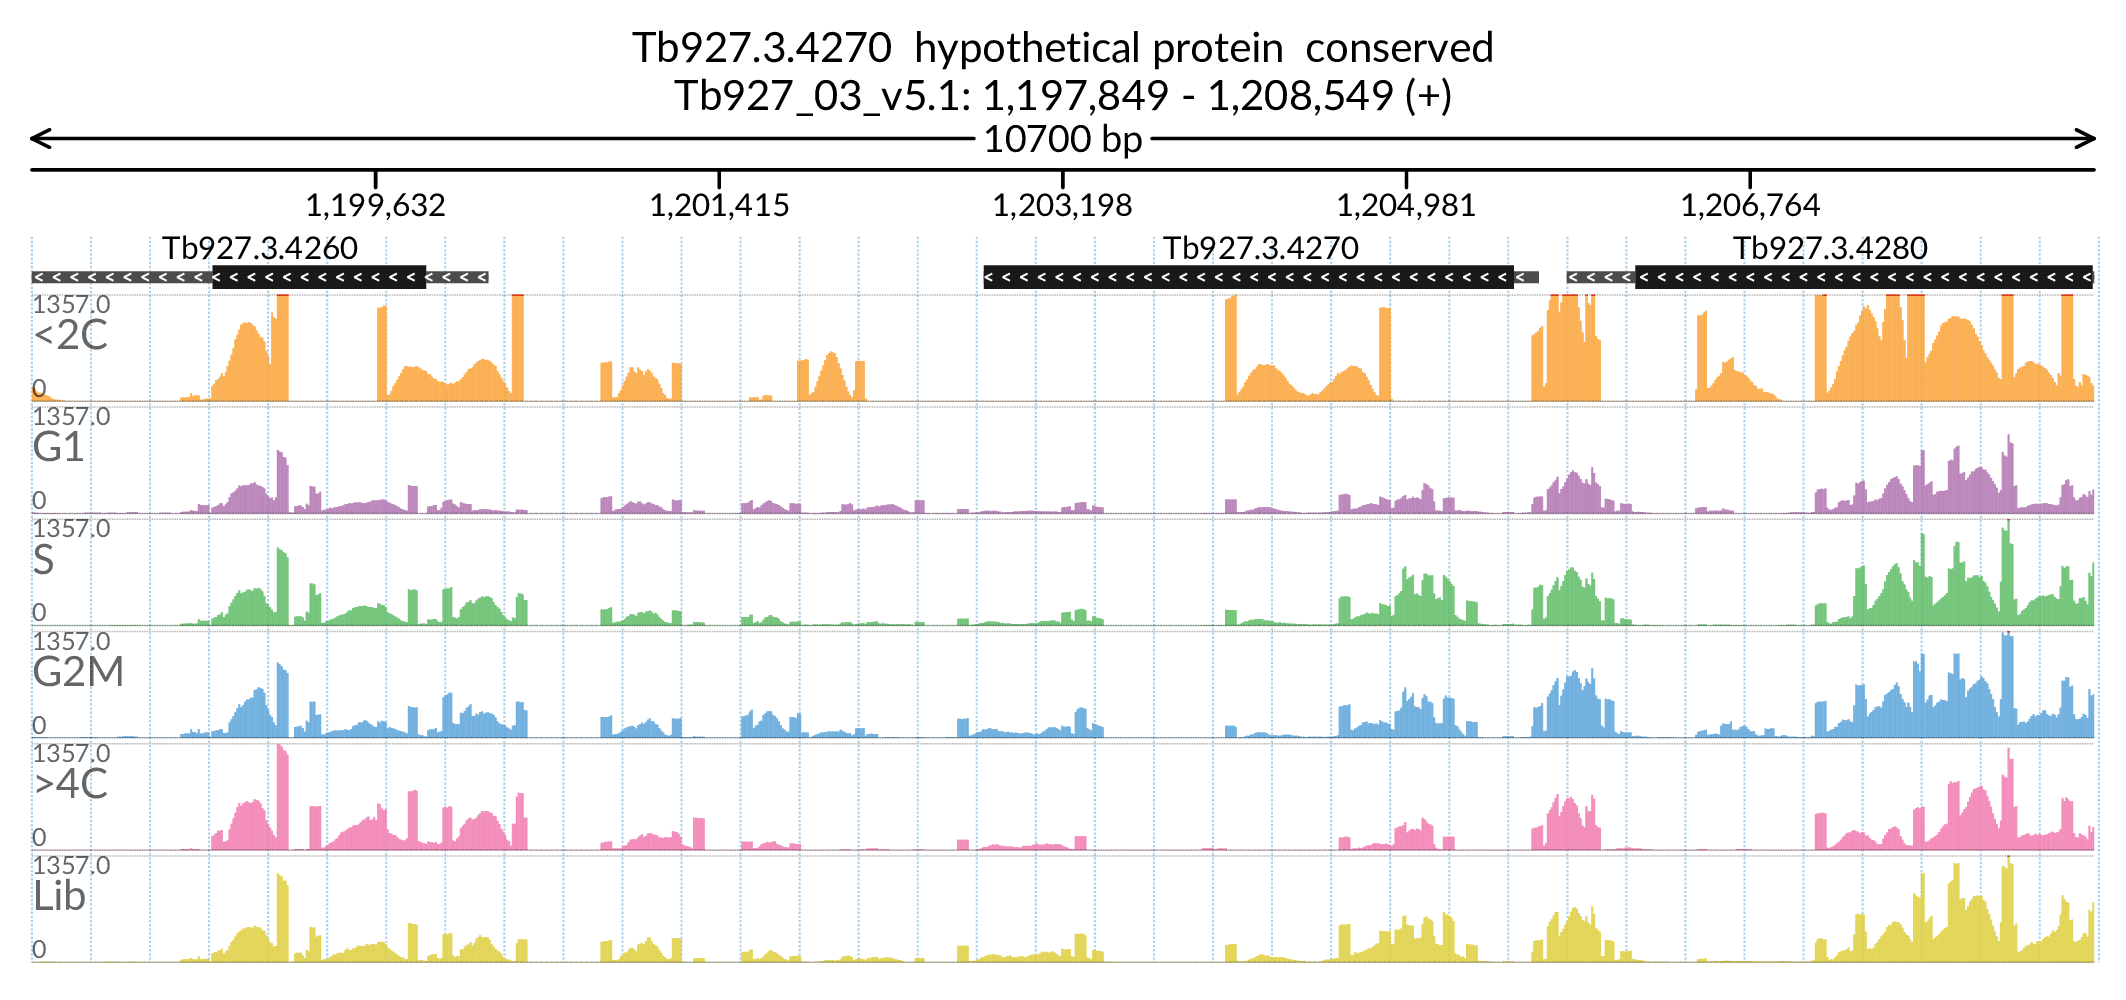 Tb927.3.4270 hypothetical protein conserved
Tb927_03_v5.1: 1,197,849 - 1,208,549 (+)
10700 bp
1,199,632 1,201,415 1,203,198 1,204,981 1,206,764
Tb927.3.4260 Tb927.3.4270 Tb927.3.4280
1357.0
<2C
0
1357.0
G1
0
1357.0
S
0
1357.0
G2M
0
1357.0
>4C
0
1357.0
Lib
0